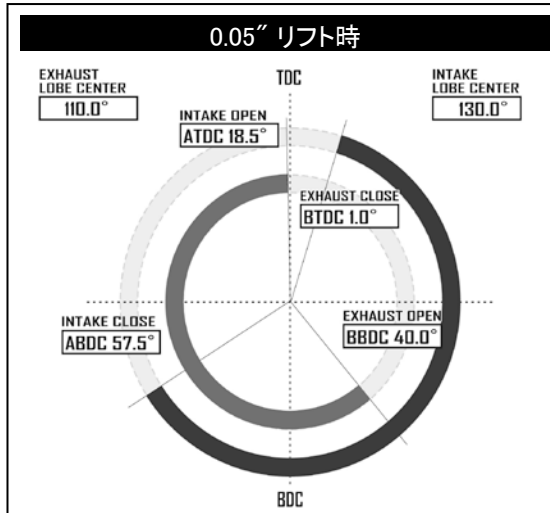 0.05″ リフト時
EXHAUST
LOBE CENTER
110.0°
TDC
INTAKE
LOBE CENTER
130.0°
INTAKE OPEN
ATDC 18.5°
EXHAUST CLOSE
BTDC 1.0°
INTAKE CLOSE
ABDC 57.5°
EXHAUST OPEN
BBDC 40.0°
BDC